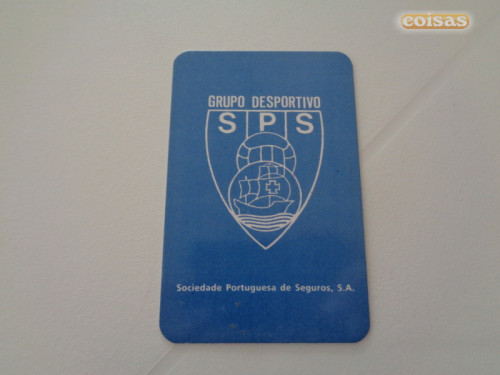 coisas
GRUPO DESPORTIVO
SPS
Sociedade Portuguesa de Seguros, S.A.